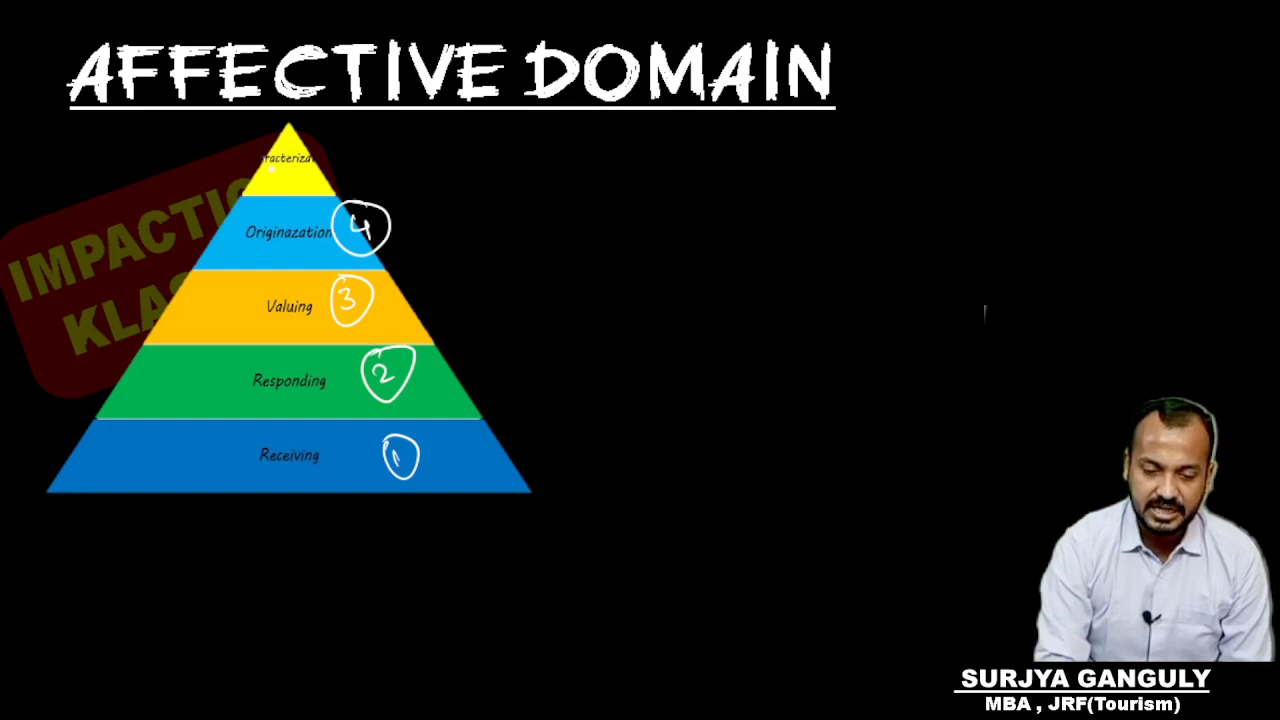 AFFECTIVE DOMAIN
Originazation 4
Valuing 3
Responding 2
Receiving 1
SURJYA GANGULY
MBA , JRF(Tourism)